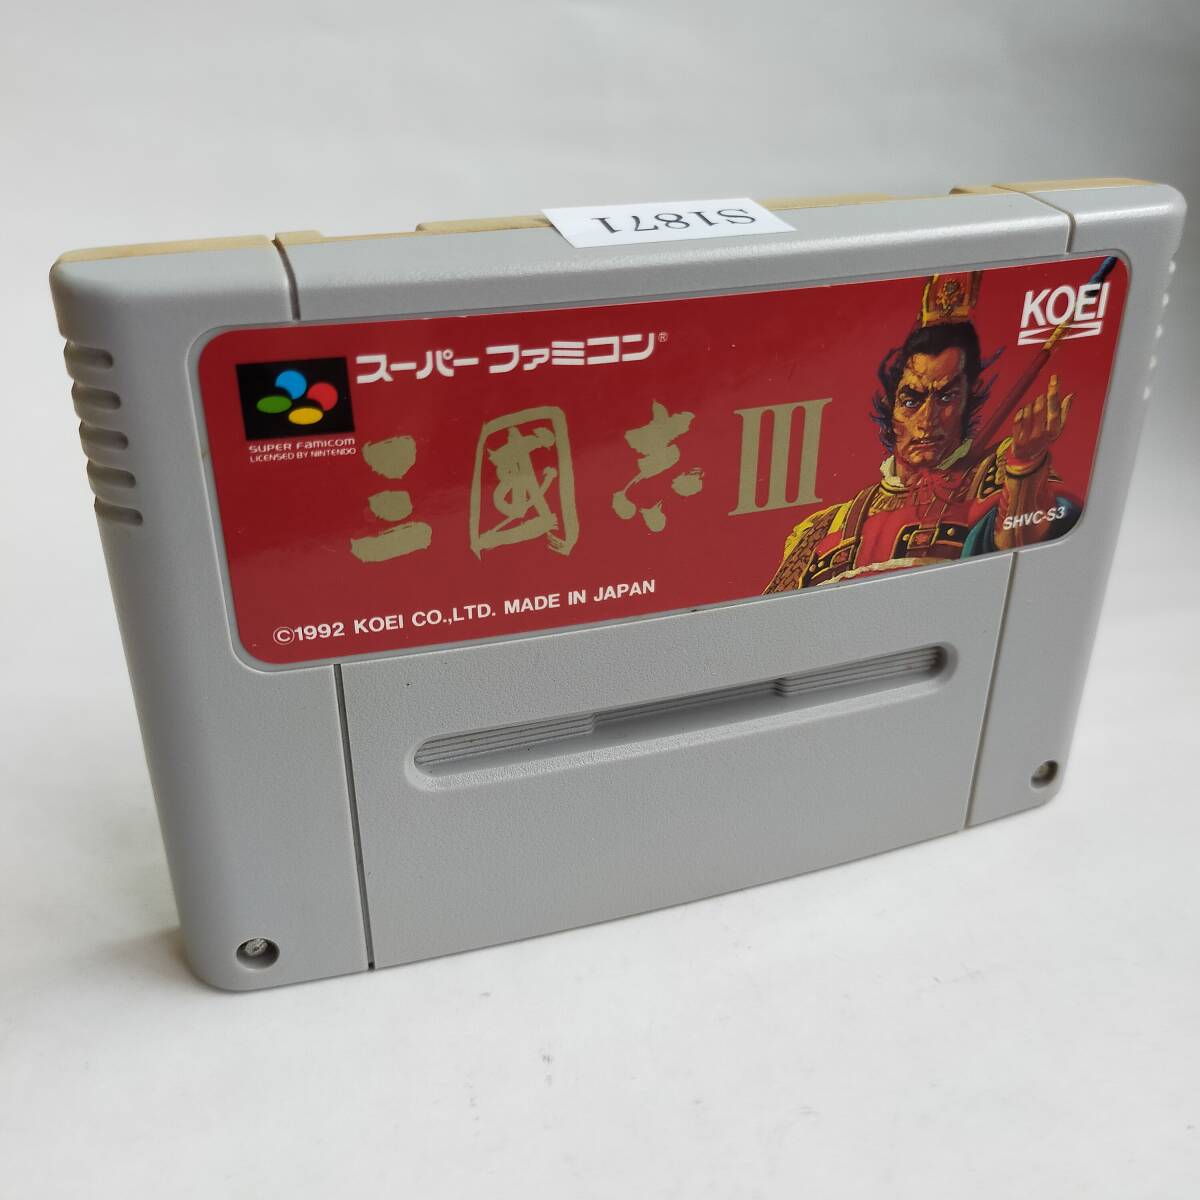 S1871
スーパーファミコン®
KOEI
SUPER FAMICOM
LICENSED BY NINTENDO
三國志III
SHVC-S3
©1992 KOEI CO.,LTD. MADE IN JAPAN